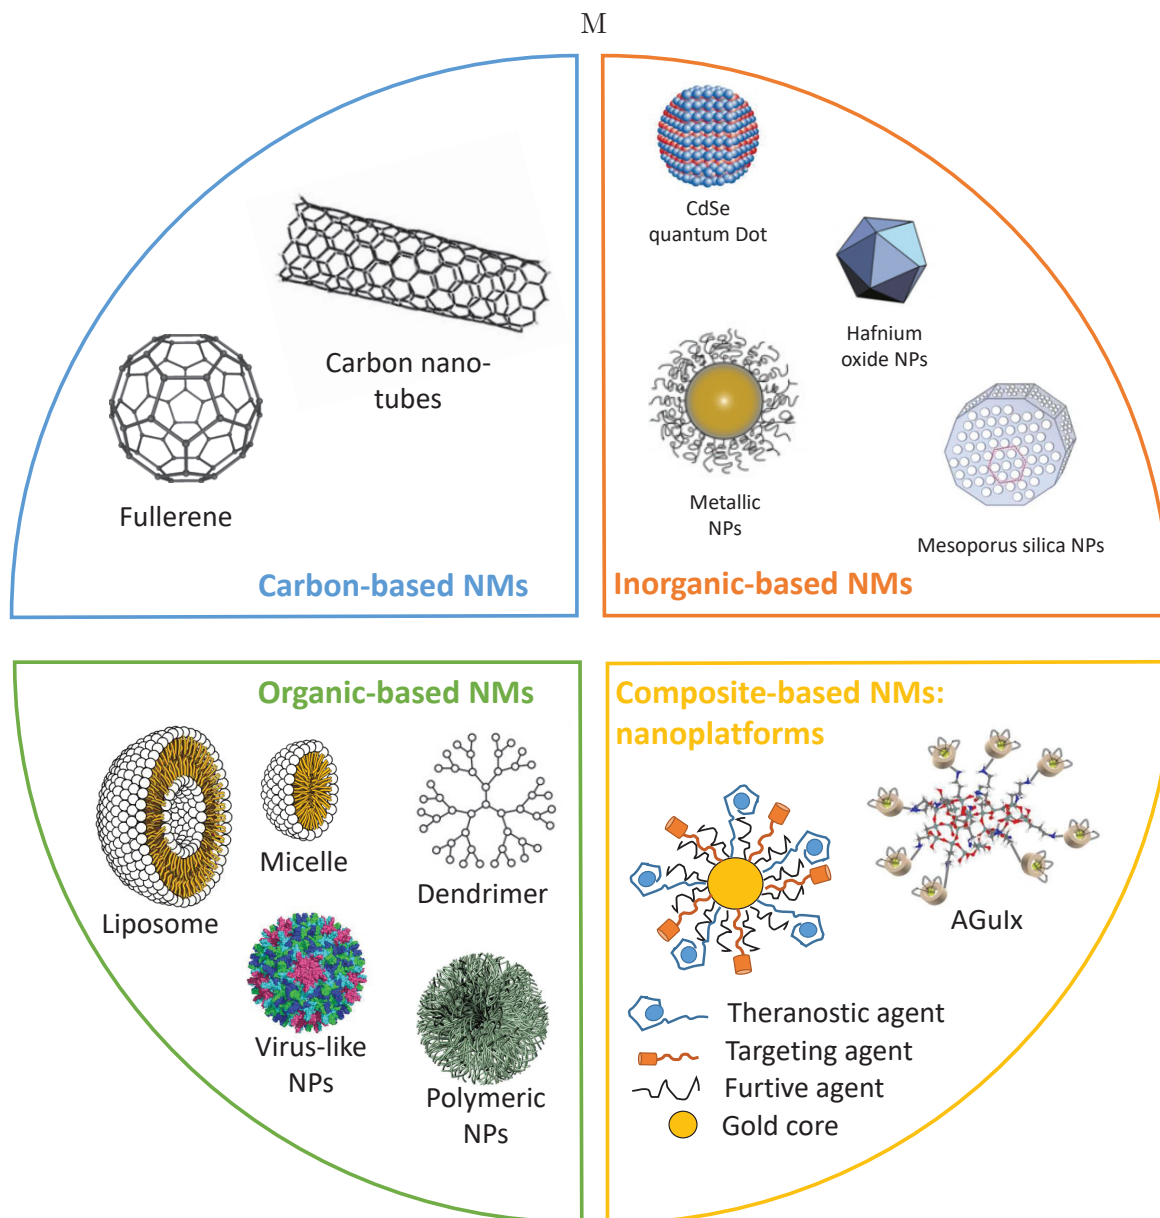 M
CdSe
quantum Dot
Hafnium
oxide NPs
Carbon nano-
tubes
Fullerene
Metallic
NPs
Mesoporus silica NPs
Carbon-based NMs
Inorganic-based NMs
Organic-based NMs
Composite-based NMs:
nanoplatforms
Micelle
Dendrimer
Liposome
AGulx
Virus-like
NPs
Polymeric
NPs
Theranostic agent
Targeting agent
Furtive agent
Gold core